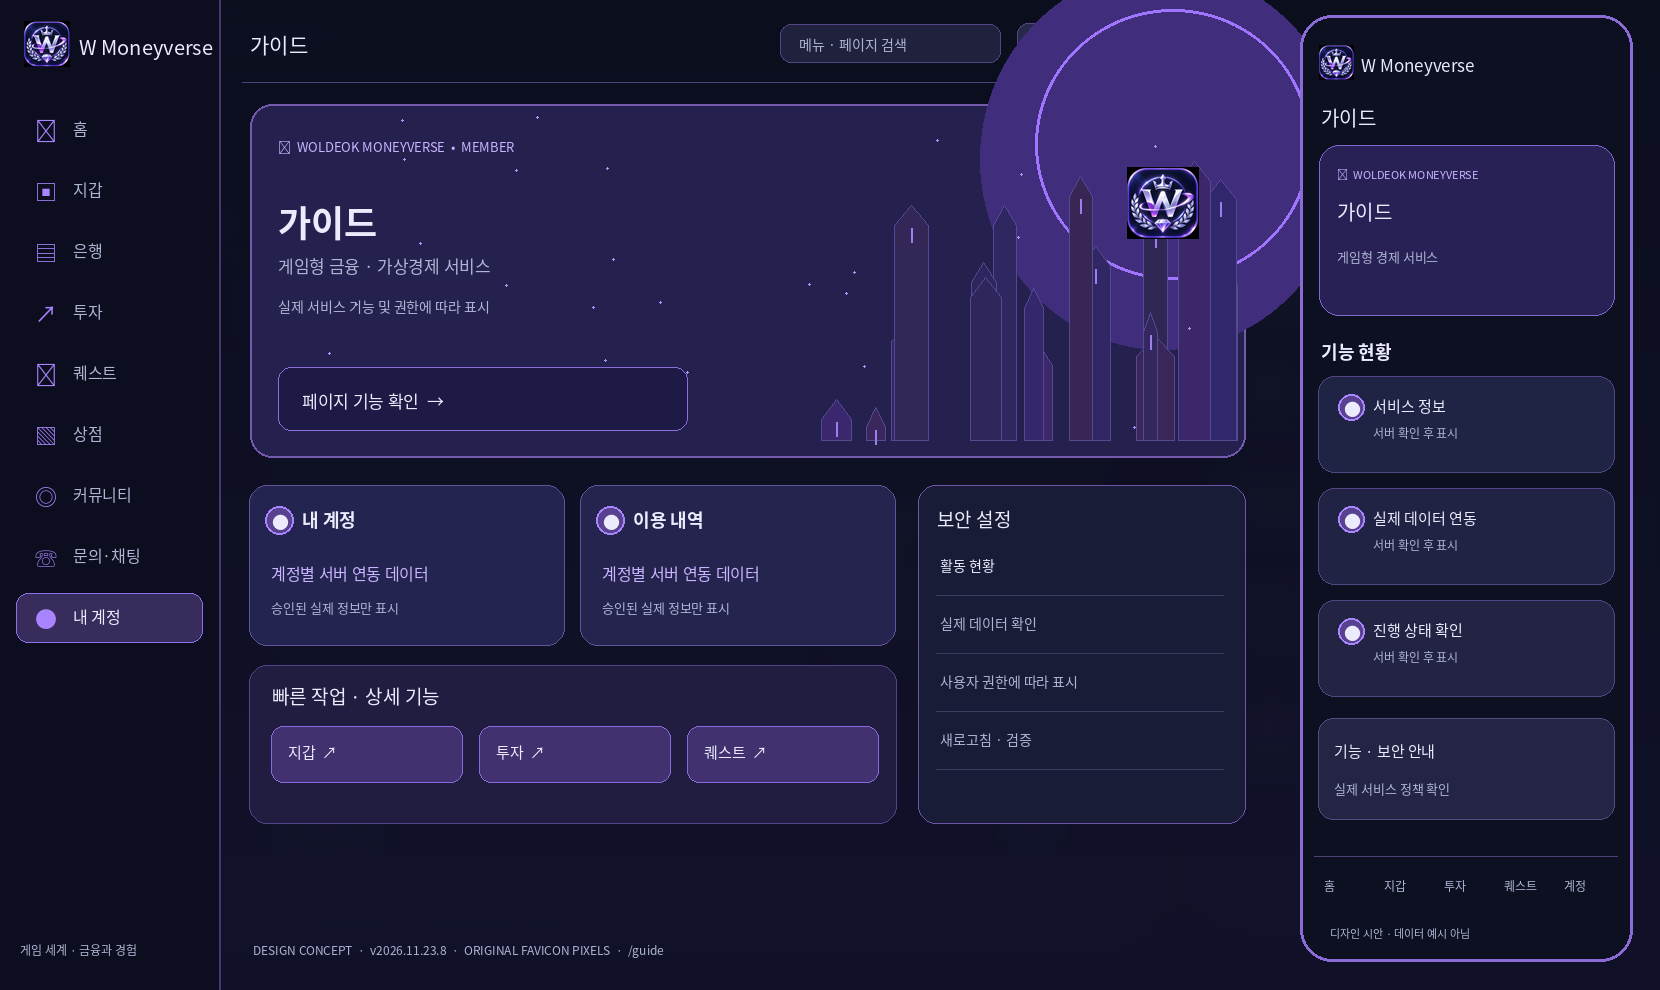 W Moneyverse
홈
지갑
은행
투자
퀘스트
상점
커뮤니티
문의·채팅
내 계정
게임 세계 · 금융과 경험
가이드
메뉴 · 페이지 검색
WOLDEOK MONEYVERSE • MEMBER
가이드
게임형 금융 · 가상경제 서비스
실제 서비스 기능 및 권한에 따라 표시
페이지 기능 확인 →
W
내 계정
계정별 서버 연동 데이터
승인된 실제 정보만 표시
이용 내역
계정별 서버 연동 데이터
승인된 실제 정보만 표시
보안 설정
활동 현황
실제 데이터 확인
사용자 권한에 따라 표시
새로고침 · 검증
빠른 작업 · 상세 기능
지갑 ↗
투자 ↗
퀘스트 ↗
DESIGN CONCEPT · v2026.11.23.8 · ORIGINAL FAVICON PIXELS · /guide
W Moneyverse
가이드
WOLDEOK MONEYVERSE
가이드
게임형 경제 서비스
기능 현황
서비스 정보
서버 확인 후 표시
실제 데이터 연동
서버 확인 후 표시
진행 상태 확인
서버 확인 후 표시
기능 · 보안 안내
실제 서비스 정책 확인
홈 지갑 투자 퀘스트 계정
디자인 시안 · 데이터 예시 아님